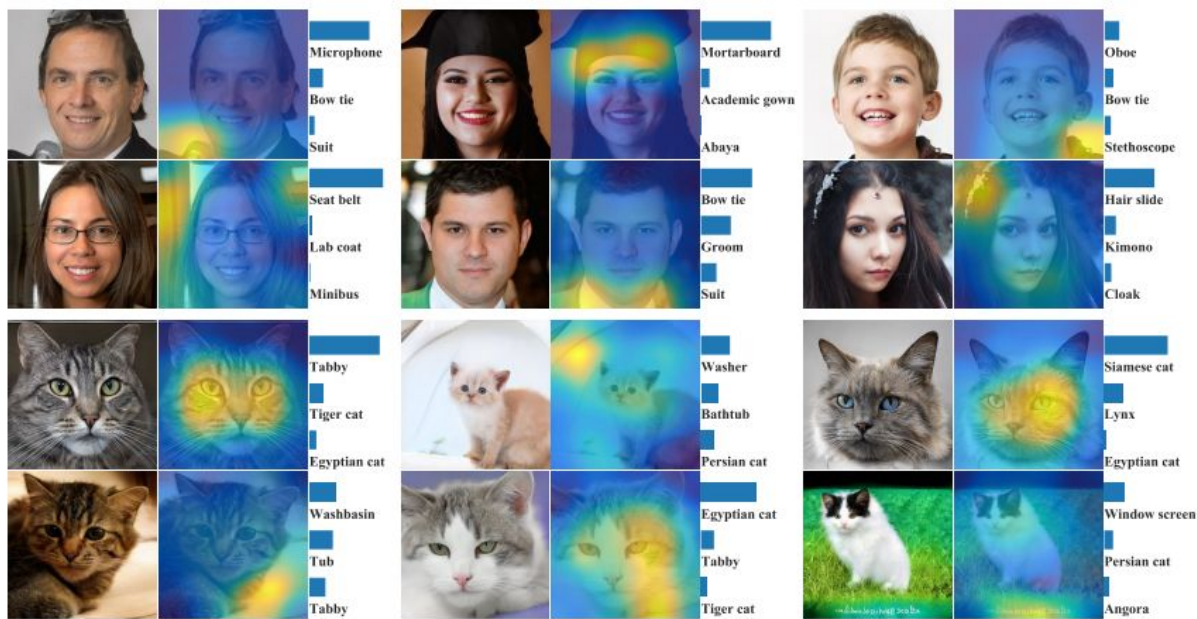 Microphone
Bow tie
Suit
Mortarboard
Academic gown
Abaya
Oboe
Bow tie
Stethoscope
Seat belt
Lab coat
Minibus
Bow tie
Groom
Suit
Hair slide
Kimono
Cloak
Tabby
Tiger cat
Egyptian cat
Washer
Bathtub
Persian cat
Siamese cat
Lynx
Egyptian cat
Washbasin
Tub
Tabby
Egyptian cat
Tabby
Tiger cat
Window screen
Persian cat
Angora